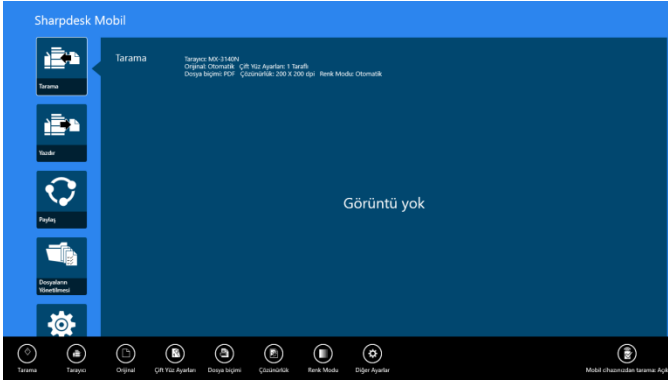 Sharpdesk Mobil
Tarama
Yazdır
Paylaş
Dosyaların
Yönetilmesi
Tarama
Tarayıcı: MX-3140N
Orijinal: Otomatik Çift Yüz Ayarları: 1 Taraflı
Dosya biçimi: PDF Çözünürlük: 200 X 200 dpi Renk Modu: Otomatik
Görüntü yok
Tarama
Tarayıcı
Orijinal
Çift Yüz Ayarları
Dosya biçimi
Çözünürlük
Renk Modu
Diğer Ayarlar
Mobil cihazınızdan tarama: Açık